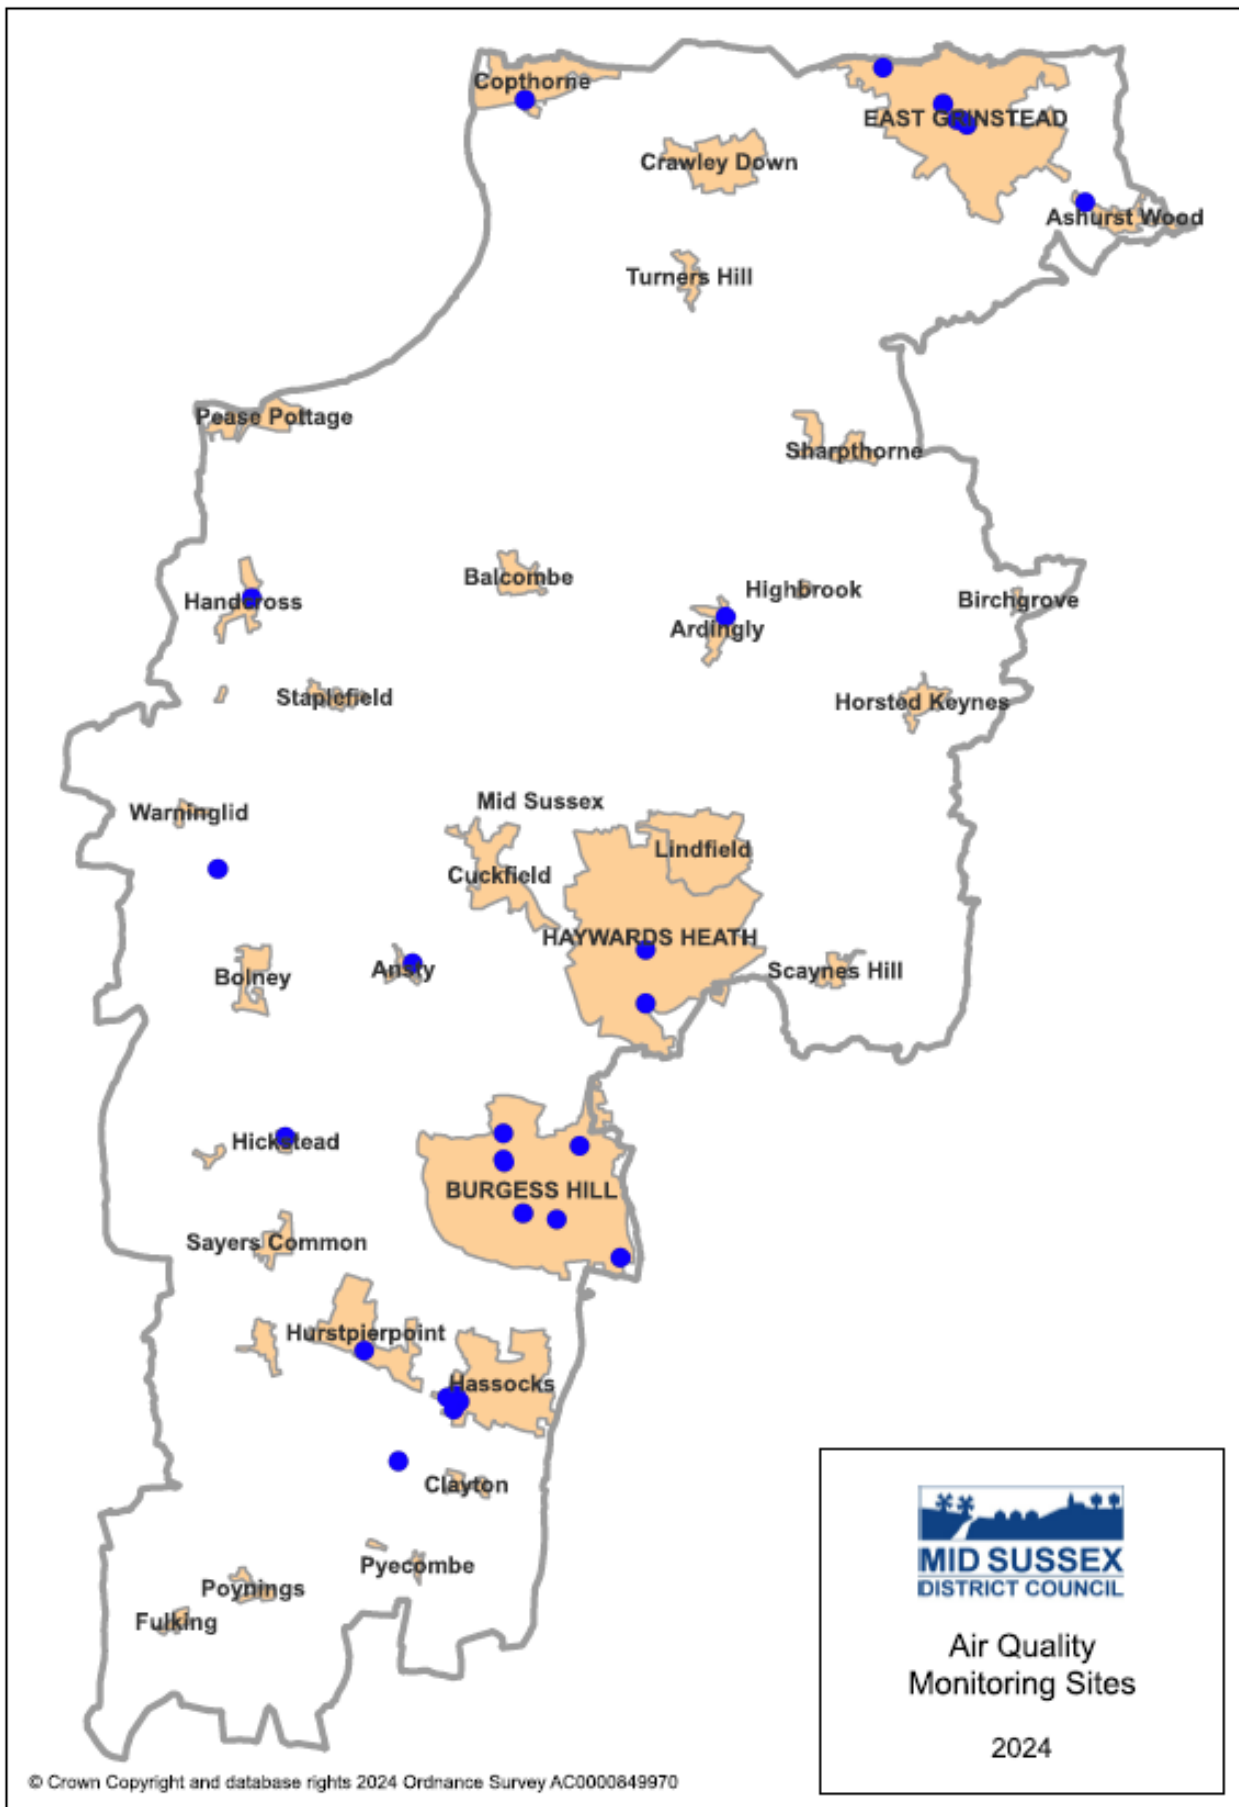 Copthorne
EAST GRINSTEAD
Crawley Down
Ashurst Wood
Turners Hill
Pease Pottage
Sharpthorne
Balcombe
Highbrook
Handcross
Birchgrove
Ardingly
Staplefield
Horsted Keynes
Mid Sussex
Warninglid
Lindfield
Cuckfield
HAYWARDS HEATH
Ansty
Scaynes Hill
Bolney
Hickstead
BURGESS HILL
Sayers Common
Hurstpierpoint
Hassocks
Clayton
Pyecombe
Poynings
Fulking
MID SUSSEX
DISTRICT COUNCIL
Air Quality
Monitoring Sites
2024
© Crown Copyright and database rights 2024 Ordnance Survey AC0000849970